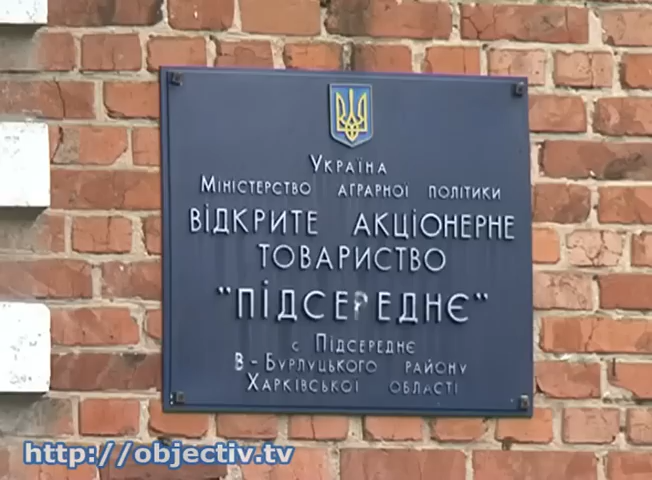 Україна
Міністерство аграрної політики
ВІДКРИТЕ АКЦІОНЕРНЕ
ТОВАРИСТВО
"ПІДСЕРЕДНЄ"
с Підсереднє
В-Бурлуцького району
Харківської області
http://objectiv.tv